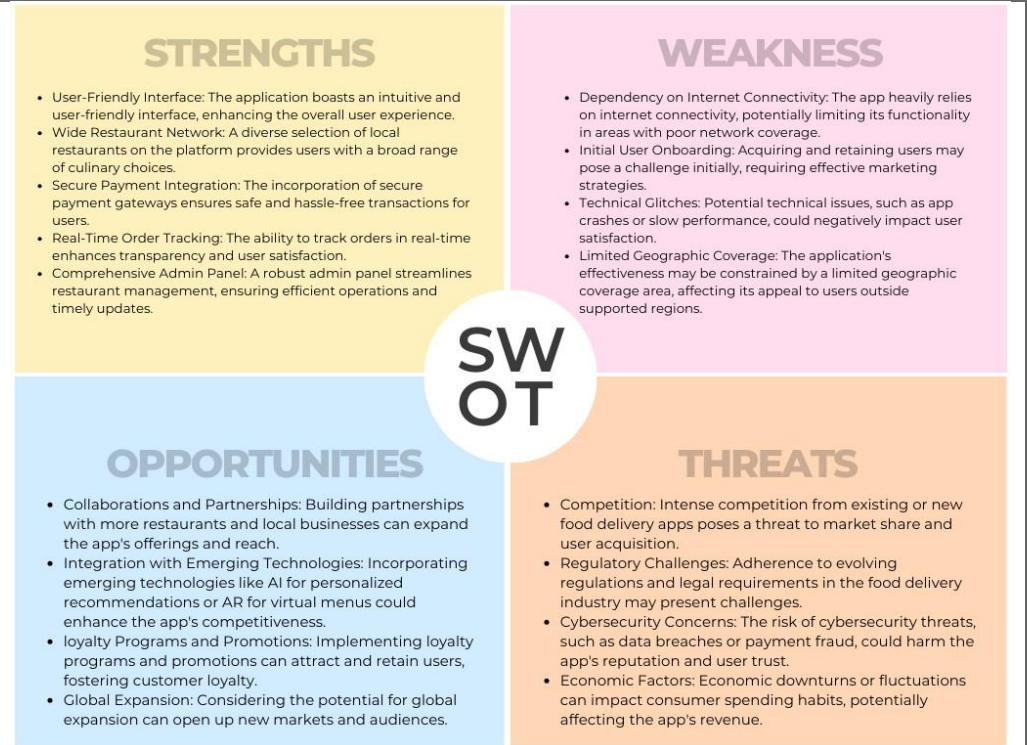 STRENGTHS
• User-Friendly Interface: The application boasts an intuitive and
user-friendly interface, enhancing the overall user experience.
• Wide Restaurant Network: A diverse selection of local
restaurants on the platform provides users with a broad range
of culinary choices.
• Secure Payment Integration: The incorporation of secure
payment gateways ensures safe and hassle-free transactions for
users.
• Real-Time Order Tracking: The ability to track orders in real-time
enhances transparency and user satisfaction.
• Comprehensive Admin Panel: A robust admin panel streamlines
restaurant management, ensuring efficient operations and
timely updates.
WEAKNESS
• Dependency on Internet Connectivity: The app heavily relies
on internet connectivity, potentially limiting its functionality
in areas with poor network coverage.
• Initial User Onboarding: Acquiring and retaining users may
pose a challenge initially, requiring effective marketing
strategies.
• Technical Glitches: Potential technical issues, such as app
crashes or slow performance, could negatively impact user
satisfaction.
• Limited Geographic Coverage: The application's
effectiveness may be constrained by a limited geographic
coverage area, affecting its appeal to users outside
supported regions.
SW
OT
OPPORTUNITIES
• Collaborations and Partnerships: Building partnerships
with more restaurants and local businesses can expand
the app's offerings and reach.
• Integration with Emerging Technologies: Incorporating
emerging technologies like AI for personalized
recommendations or AR for virtual menus could
enhance the app's competitiveness.
• loyalty Programs and Promotions: Implementing loyalty
programs and promotions can attract and retain users,
fostering customer loyalty.
• Global Expansion: Considering the potential for global
expansion can open up new markets and audiences.
THREATS
• Competition: Intense competition from existing or new
food delivery apps poses a threat to market share and
user acquisition.
• Regulatory Challenges: Adherence to evolving
regulations and legal requirements in the food delivery
industry may present challenges.
• Cybersecurity Concerns: The risk of cybersecurity threats,
such as data breaches or payment fraud, could harm the
app's reputation and user trust.
• Economic Factors: Economic downturns or fluctuations
can impact consumer spending habits, potentially
affecting the app's revenue.